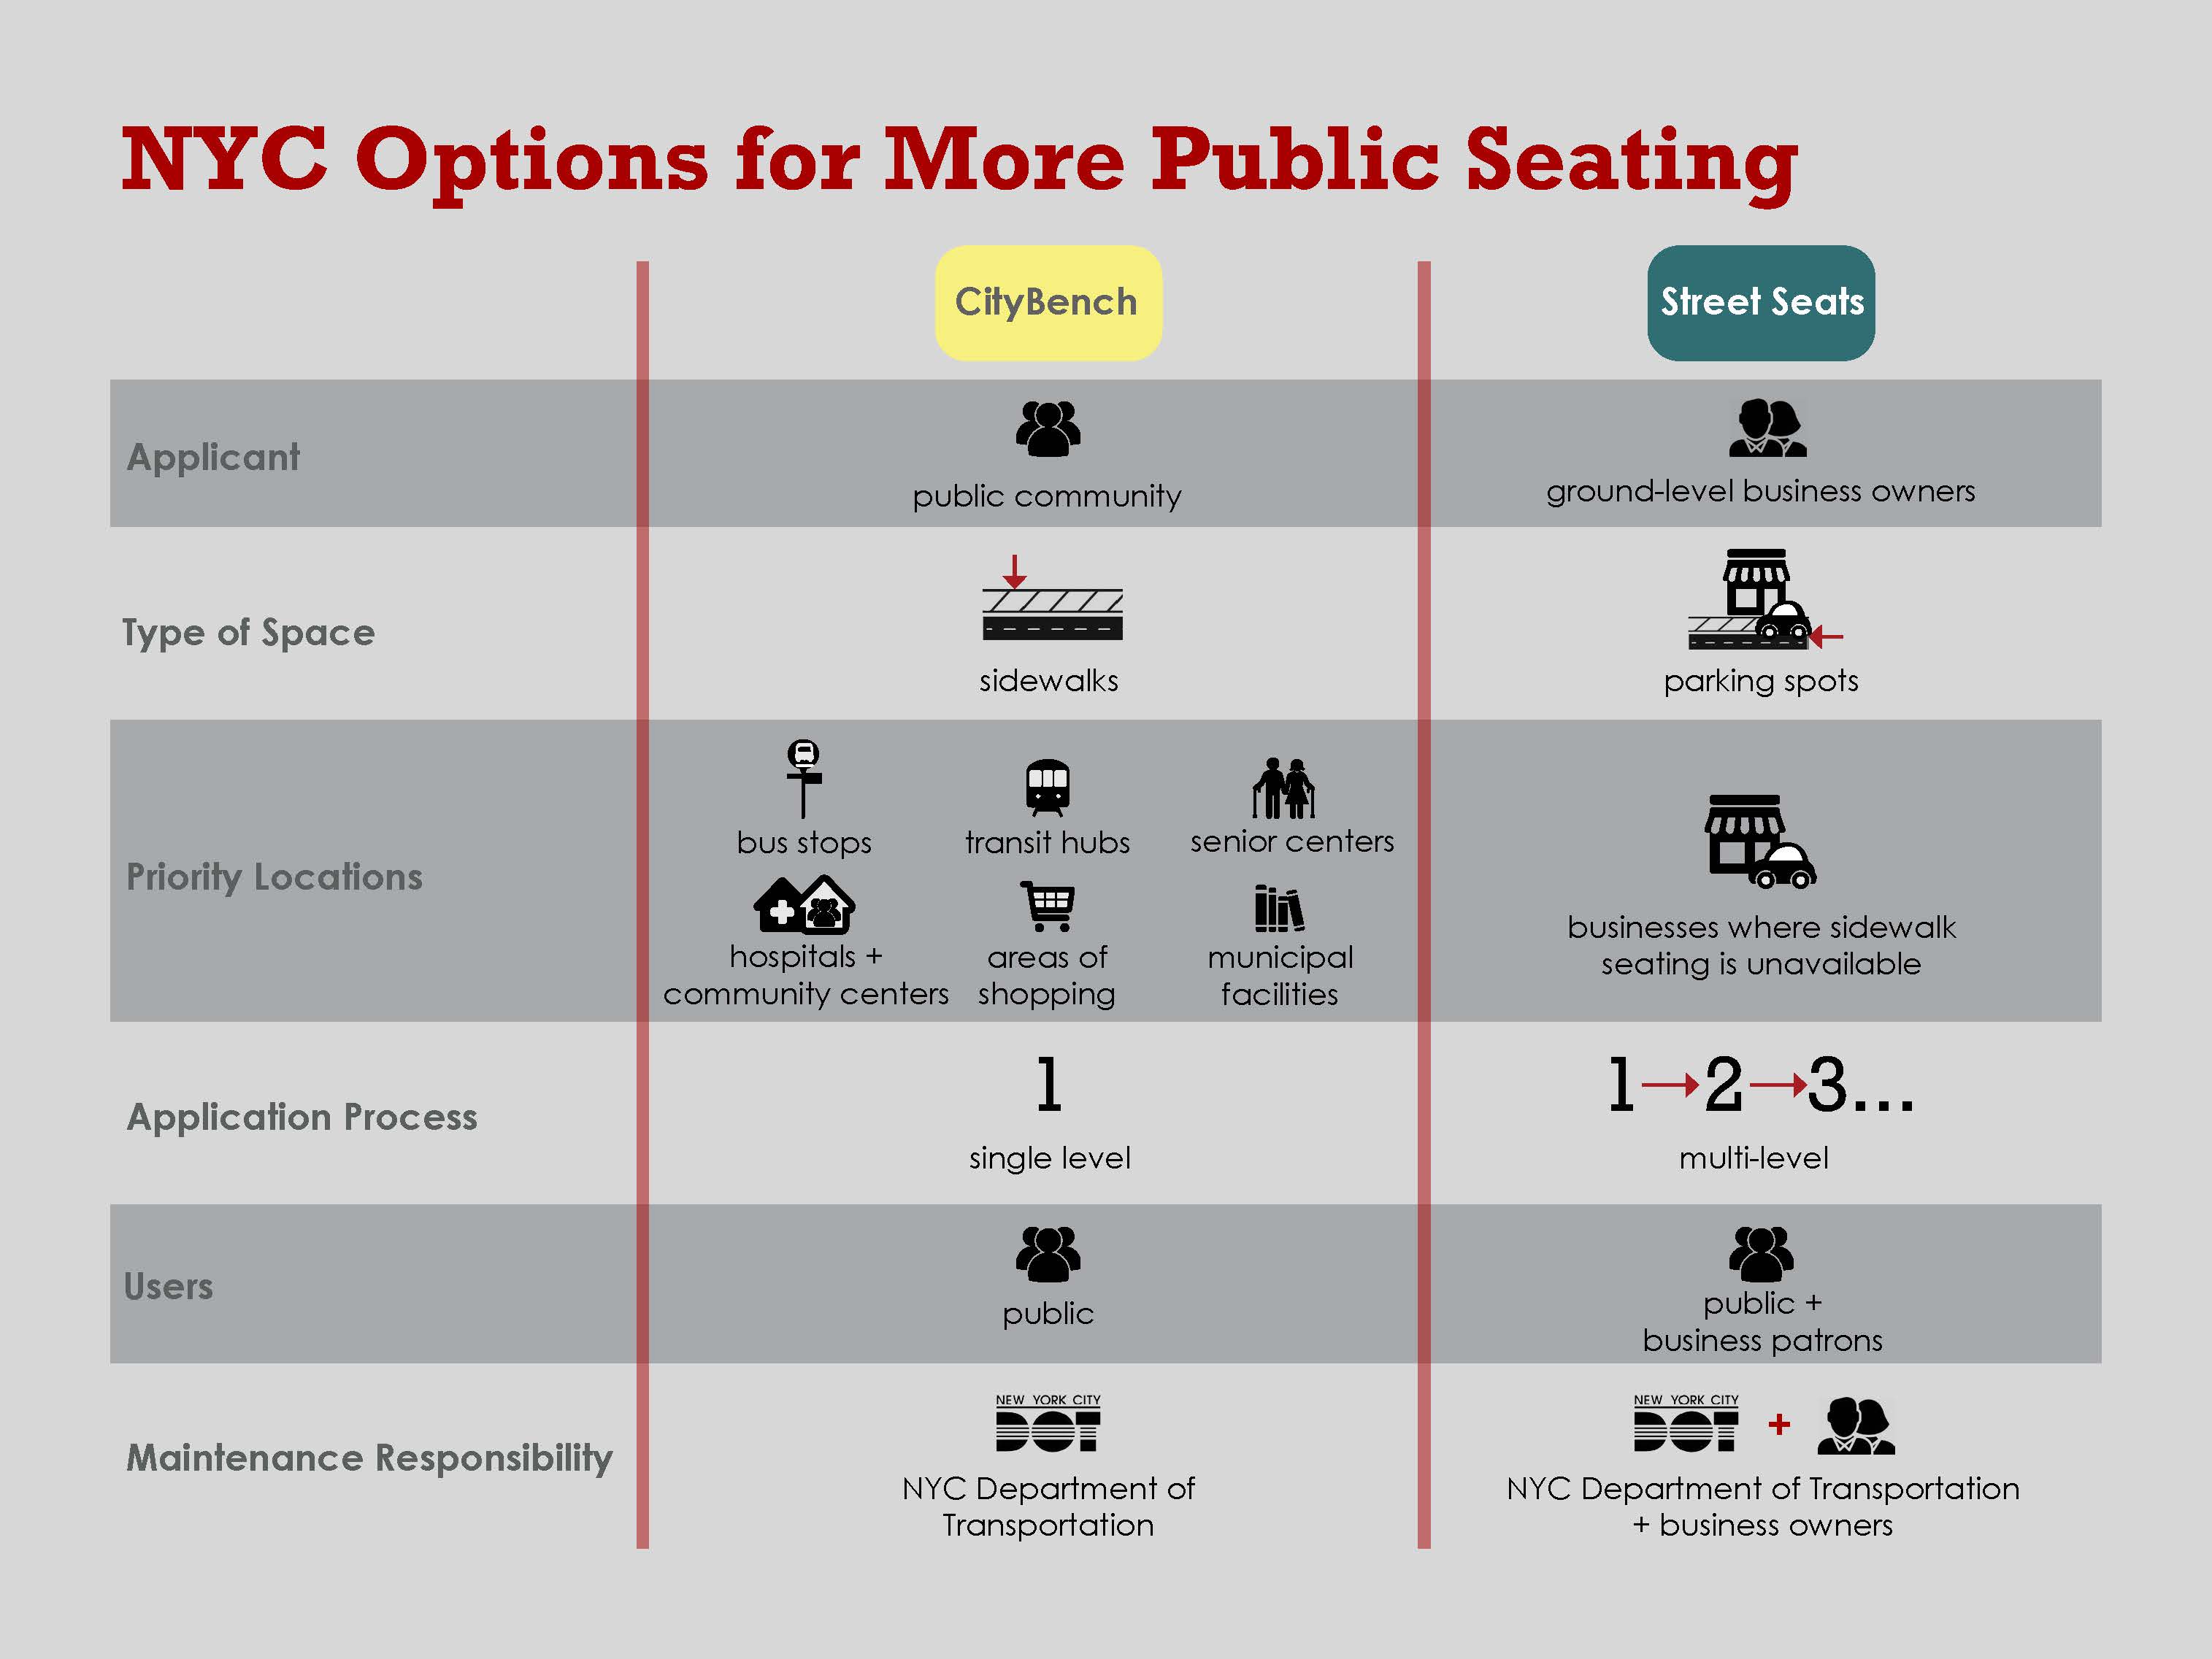 NYC Options for More Public Seating
CityBench
Street Seats
Applicant
public community
ground-level business owners
Type of Space
sidewalks
parking spots
Priority Locations
bus stops
transit hubs
senior centers
hospitals +
community centers
areas of
shopping
municipal
facilities
businesses where sidewalk
seating is unavailable
Application Process
1
single level
1→2→3...
multi-level
Users
public
public +
business patrons
Maintenance Responsibility
NEW YORK CITY
DOT
NYC Department of
Transportation
NEW YORK CITY
DOT
+
NYC Department of Transportation
+ business owners